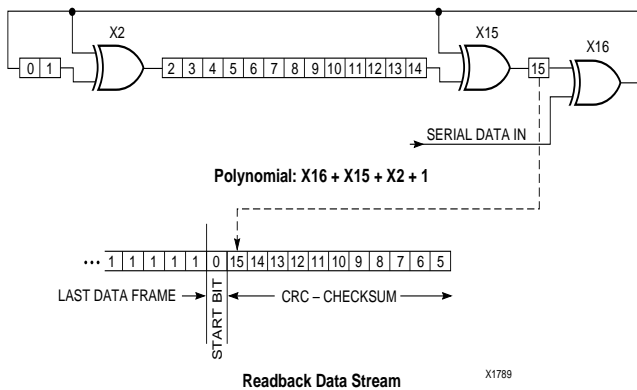 X2
X15
X16
0 1
2 3 4 5 6 7 8 9 10 11 12 13 14
15
SERIAL DATA IN
Polynomial: X16 + X15 + X2 + 1
••• 1 1 1 1 1 0 15 14 13 12 11 10 9 8 7 6 5
LAST DATA FRAME
START BIT
CRC – CHECKSUM
Readback Data Stream
X1789